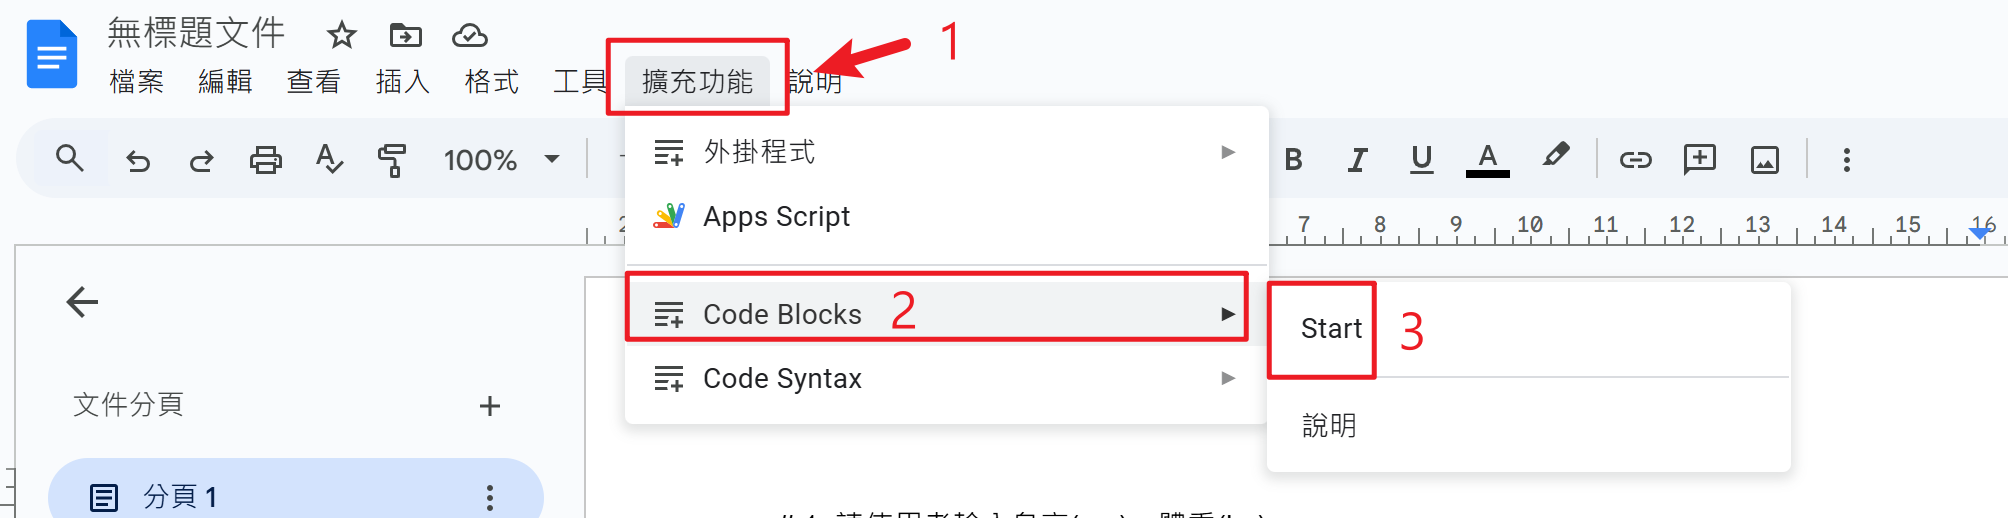 無標題文件
1
檔案 編輯 查看 插入 格式 工具 擴充功能 說明
100%
外掛程式
B I U A
Apps Script
7 8 9 10 11 12 13 14 15 16
Code Blocks 2
Start 3
Code Syntax
文件分頁
說明
分頁 1